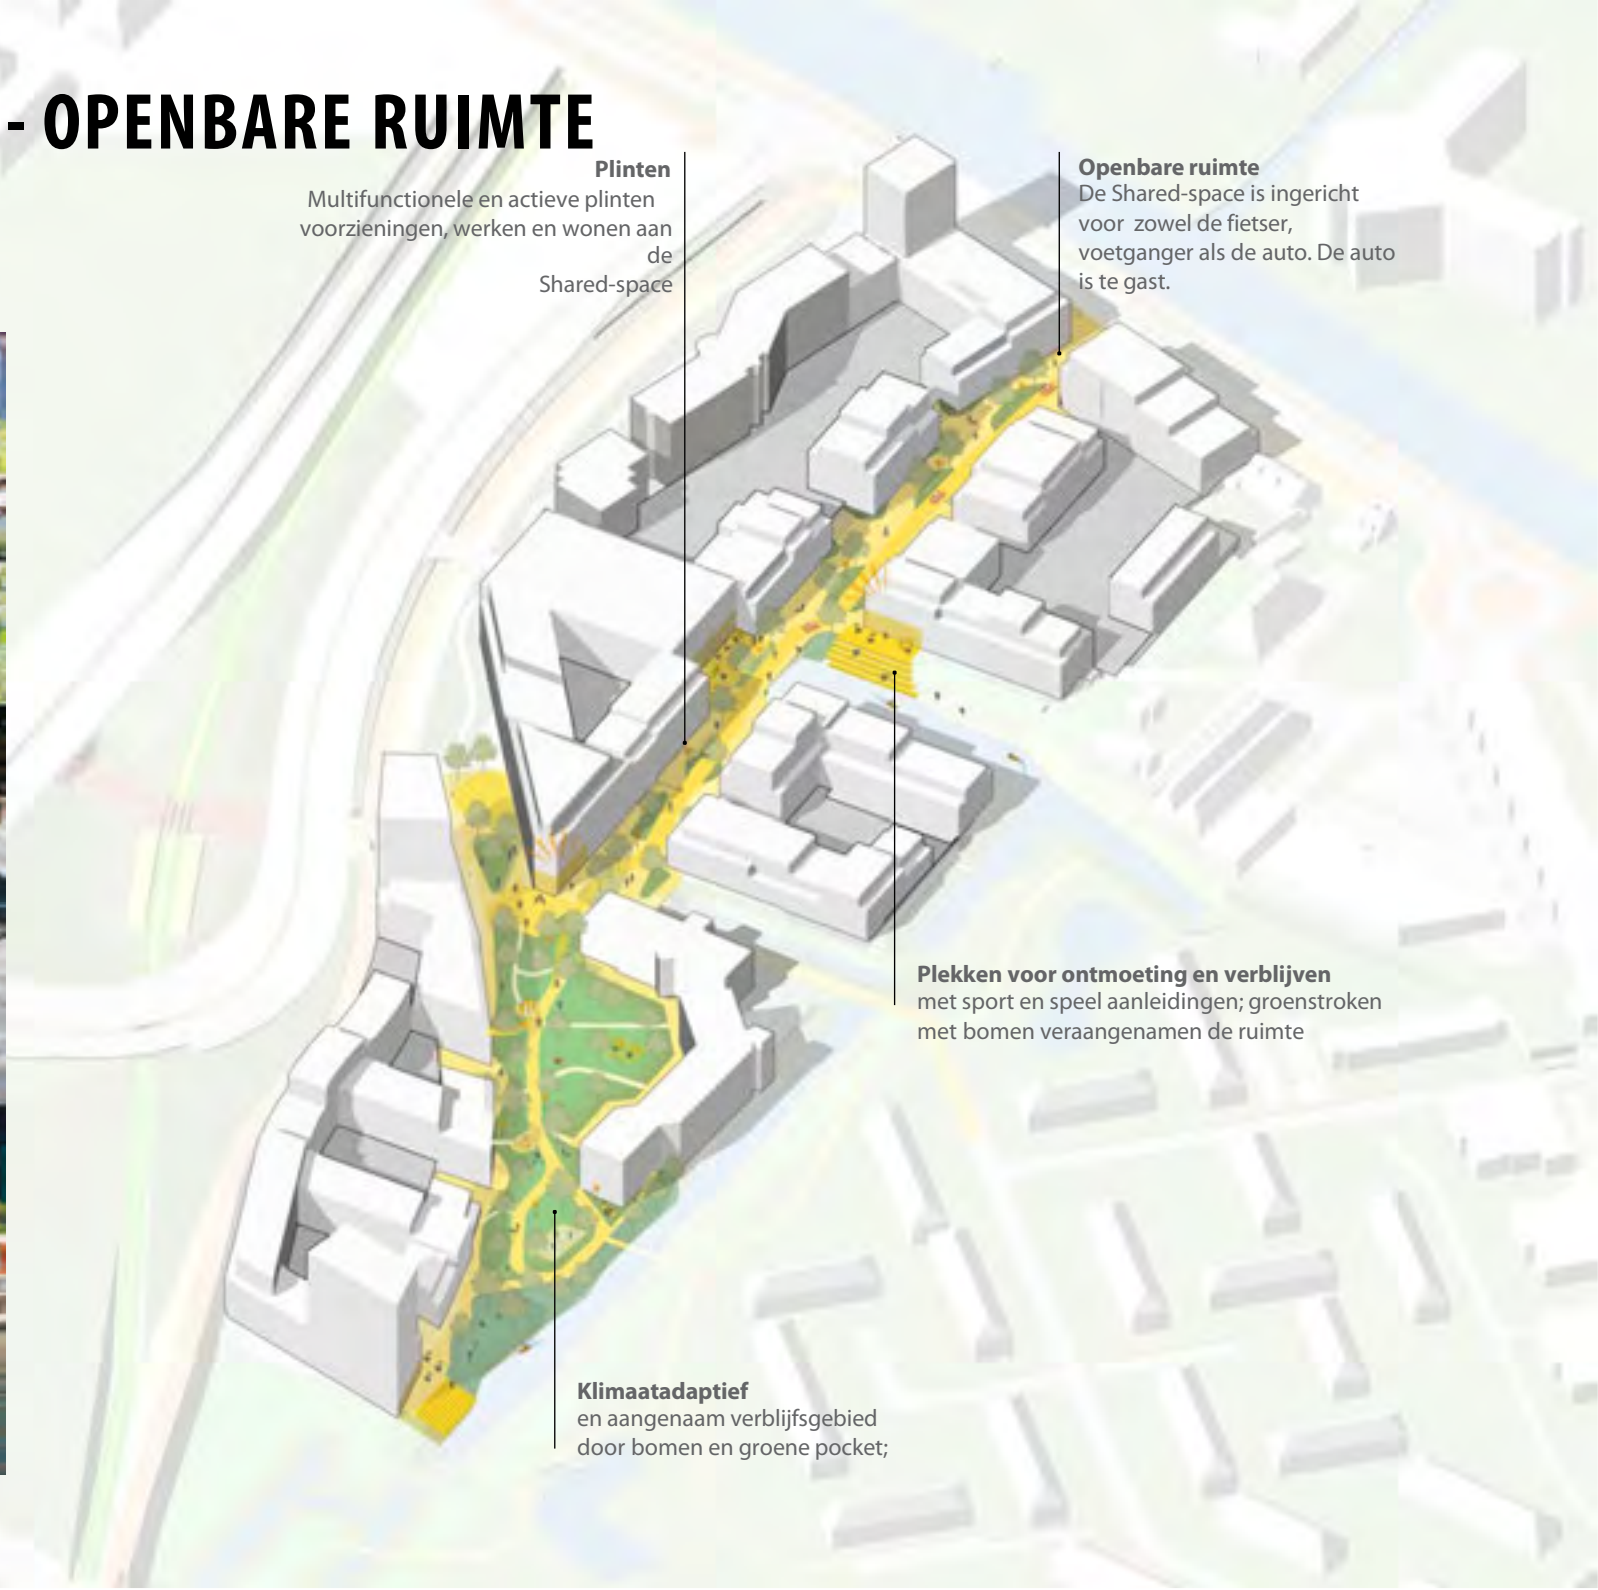 - OPENBARE RUIMTE
Plinten
Multifunctionele en actieve plinten
voorzieningen, werken en wonen aan
de
Shared-space
Openbare ruimte
De Shared-space is ingericht
voor zowel de fietser,
voetganger als de auto. De auto
is te gast.
Plekken voor ontmoeting en verblijven
met sport en speel aanleidingen; groenstroken
met bomen veraangenamen de ruimte
Klimaatadaptief
en aangenaam verblijfsgebied
door bomen en groene pocket;